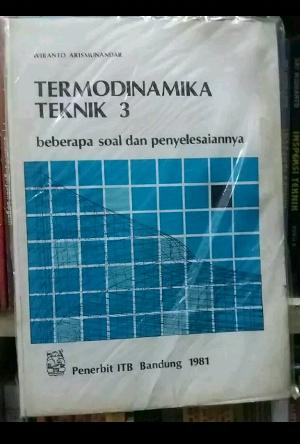 WIRANTO ARISMUNANDAR
TERMODINAMIKA
TEKNIK 3
beberapa soal dan penyelesaiannya
Penerbit ITB Bandung 1981